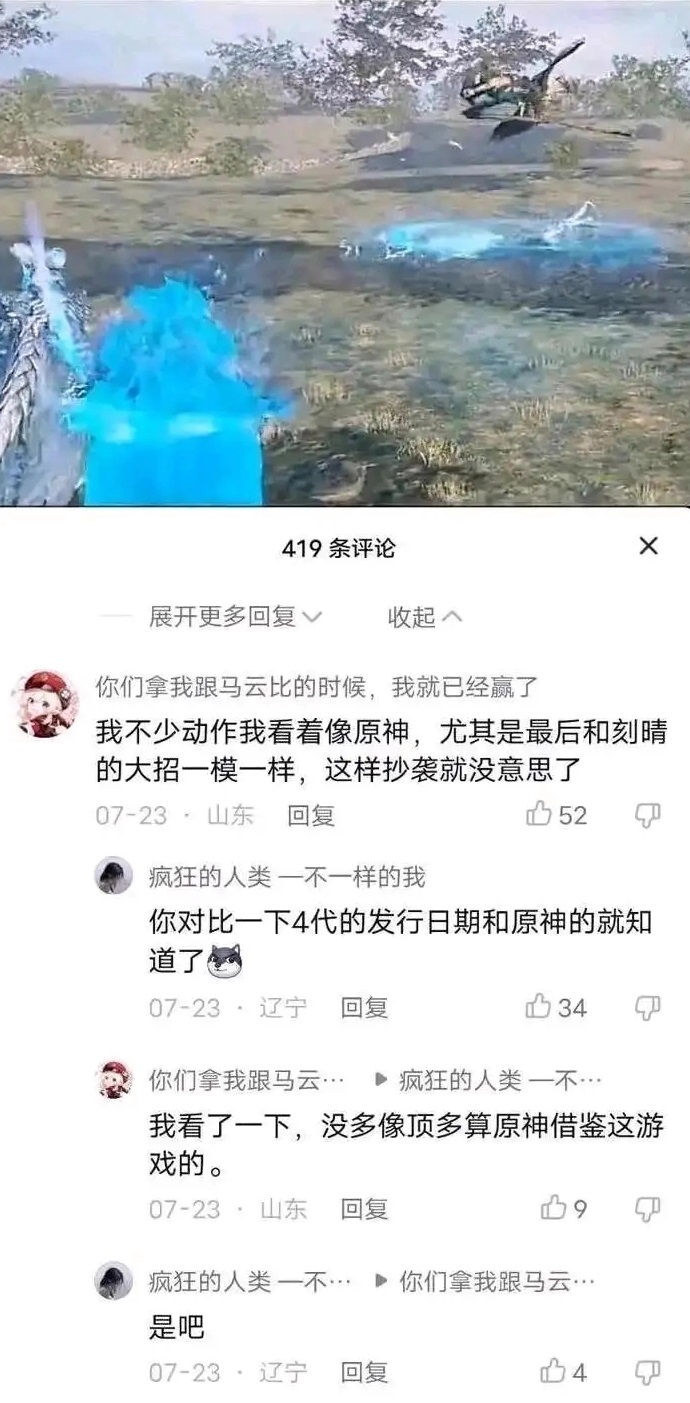 419 条评论
展开更多回复 收起
你们拿我跟马云比的时候，我就已经赢了
我不少动作我看着像原神，尤其是最后和刻晴
的大招一模一样，这样抄袭就没意思了
07-23 · 山东 回复 52
疯狂的人类 —不一样的我
你对比一下4代的发行日期和原神的就知
道了
07-23 · 辽宁 回复 34
你们拿我跟马云… ▶ 疯狂的人类 —不…
我看了一下，没多像顶多算原神借鉴这游
戏的。
07-23 · 山东 回复 9
疯狂的人类 —不… ▶ 你们拿我跟马云…
是吧
07-23 · 辽宁 回复 4